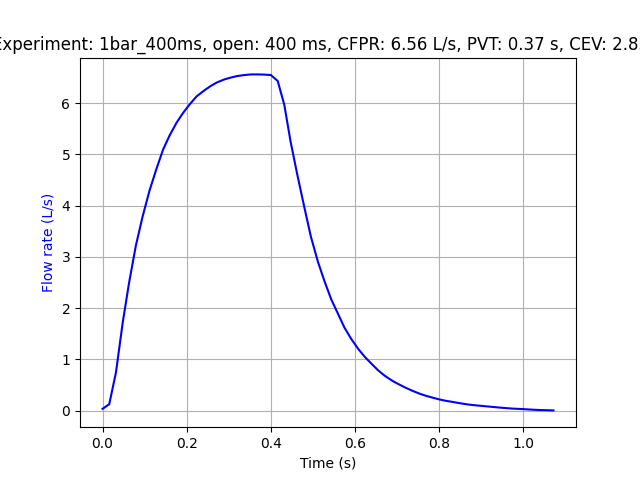 Experiment: 1bar_400ms, open: 400 ms, CFPR: 6.56 L/s, PVT: 0.37 s, CEV: 2.8
6
5
4
3
2
1
0
Flow rate (L/s)
0.0 0.2 0.4 0.6 0.8 1.0
Time (s)